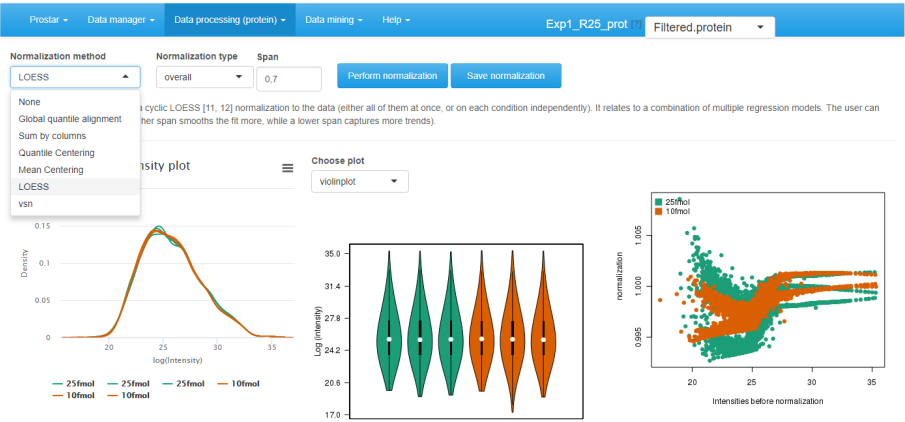 Prostar Data manager Data processing (protein) Data mining Help Exp1_R25_prot [?] Filtered.protein
Normalization method Normalization type Span
LOESS overall 0,7 Perform normalization Save normalization
None
Global quantile alignment
Sum by columns
Quantile Centering
Mean Centering
LOESS
vsn
cyclic LOESS [11, 12] normalization to the data (either all of them at once, or on each condition independently). It relates to a combination of multiple regression models. The user can
her span smooths the fit more, while a lower span captures more trends).
nsity plot
Choose plot
violinplot
0.15
0.1
0.05
0
Density
20 25 30 35
log(Intensity)
25fmol 25fmol 25fmol 10fmol
10fmol 10fmol
35.0
31.4
27.8
24.2
20.6
17.0
Log (intensity)
25fmol
10fmol
1.005
1.000
0.995
normalization
20 25 30 35
Intensities before normalization